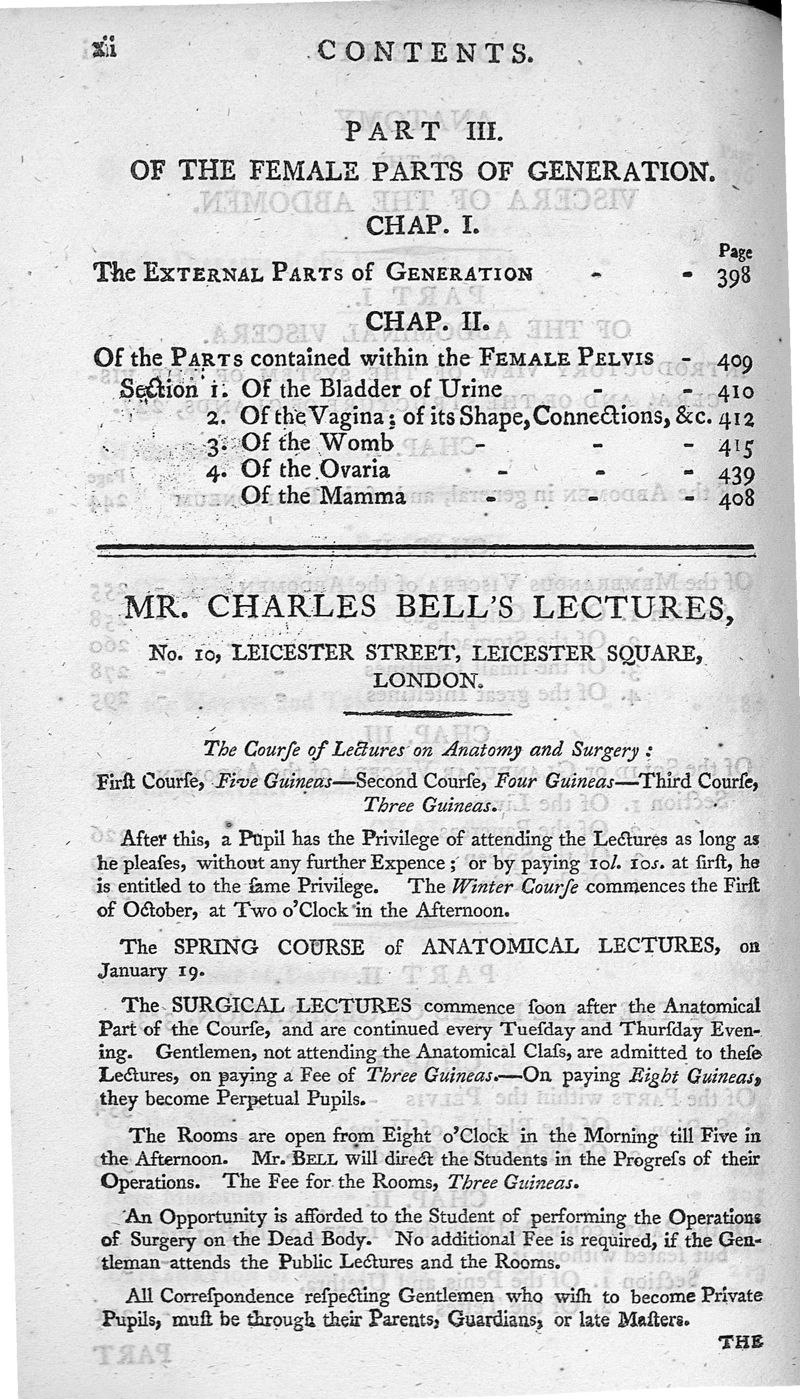 xii CONTENTS.
PART III.
OF THE FEMALE PARTS OF GENERATION.
CHAP. I.
Page
The EXTERNAL PARTS of GENERATION - - 398
CHAP. II.
Of the PARTS contained within the FEMALE PELVIS - 409
Section 1. Of the Bladder of Urine - - 410
2. Of the Vagina; of its Shape, Connections, &c. 412
3. Of the Womb - - - 415
4. Of the Ovaria - - - 439
Of the Mamma - - - 408
MR. CHARLES BELL'S LECTURES,
No. 10, LEICESTER STREET, LEICESTER SQUARE,
LONDON.
The Courſe of Lectures on Anatomy and Surgery:
Firſt Courſe, Five Guineas—Second Courſe, Four Guineas—Third Courſe,
Three Guineas.
After this, a Pupil has the Privilege of attending the Lectures as long as
he pleaſes, without any further Expence; or by paying 10l. 10s. at firſt, he
is entitled to the ſame Privilege. The Winter Courſe commences the Firſt
of October, at Two o'Clock in the Afternoon.
The SPRING COURSE of ANATOMICAL LECTURES, on
January 19.
The SURGICAL LECTURES commence ſoon after the Anatomical
Part of the Courſe, and are continued every Tueſday and Thurſday Even-
ing. Gentlemen, not attending the Anatomical Claſs, are admitted to theſe
Lectures, on paying a Fee of Three Guineas.—On paying Eight Guineas,
they become Perpetual Pupils.
The Rooms are open from Eight o'Clock in the Morning till Five in
the Afternoon. Mr. BELL will direct the Students in the Progreſs of their
Operations. The Fee for the Rooms, Three Guineas.
An Opportunity is afforded to the Student of performing the Operations
of Surgery on the Dead Body. No additional Fee is required, if the Gen-
tleman attends the Public Lectures and the Rooms.
All Correſpondence reſpecting Gentlemen who wiſh to become Private
Pupils, muſt be through their Parents, Guardians, or late Maſters.
THE